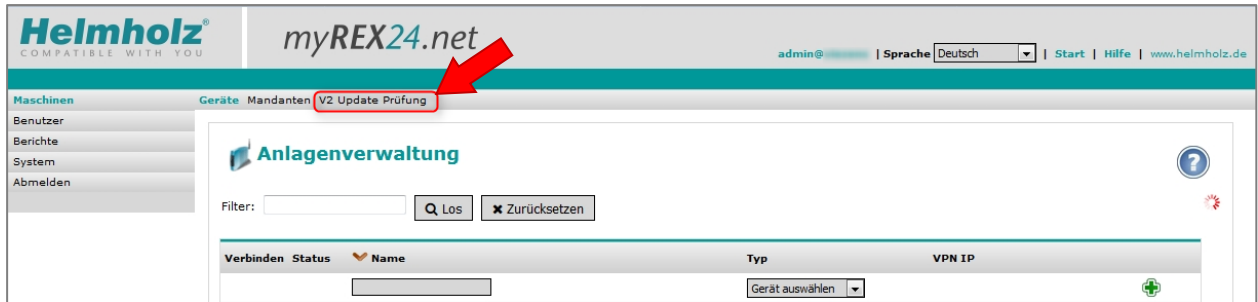 Helmholz®
COMPATIBLE WITH YOU
myREX24.net
admin@ | Sprache Deutsch | Start | Hilfe | www.helmholz.de
Maschinen
Geräte Mandanten V2 Update Prüfung
Benutzer
Berichte
System
Abmelden
Anlagenverwaltung
?
Filter: Los Zurücksetzen
Verbinden Status Name Typ VPN IP
Gerät auswählen